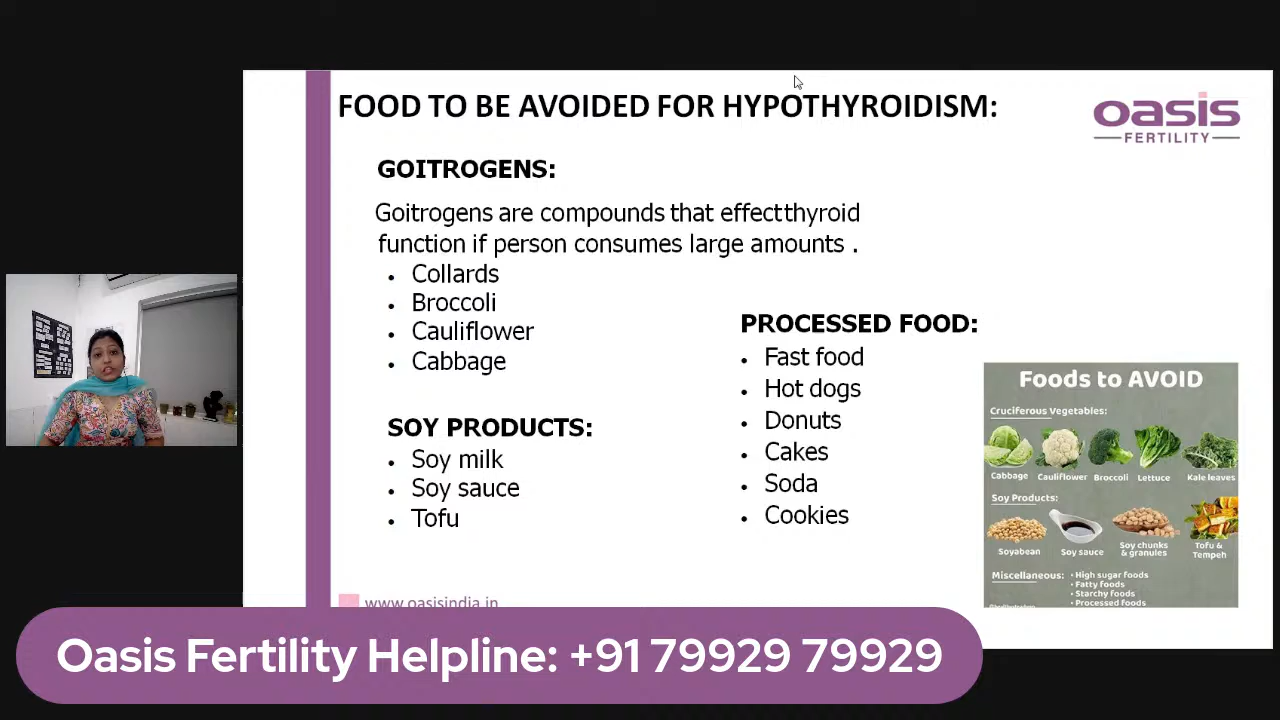 FOOD TO BE AVOIDED FOR HYPOTHYROIDISM:
oasis
FERTILITY
GOITROGENS:
Goitrogens are compounds that effectthyroid
function if person consumes large amounts .
• Collards
• Broccoli
• Cauliflower
• Cabbage
SOY PRODUCTS:
• Soy milk
• Soy sauce
• Tofu
PROCESSED FOOD:
• Fast food
• Hot dogs
• Donuts
• Cakes
• Soda
• Cookies
Foods to AVOID
Cruciferous Vegetables:
Cabbage Cauliflower Broccoli Lettuce Kale leaves
Soy Products:
Soyabean Soy sauce Soy chunks & granules Tofu & Tempeh
Miscellaneous: • High sugar foods
• Fatty foods
• Starchy foods
• Processed foods
www.oasisindia.in
Oasis Fertility Helpline: +91 79929 79929